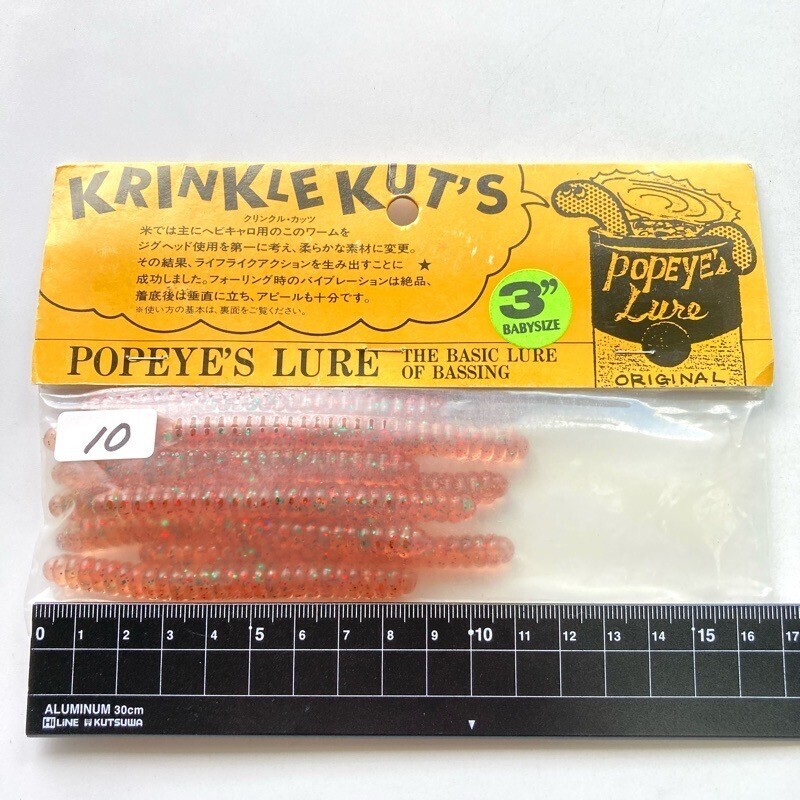 KRINKLE KUT'S
クリンクル・カッツ
米では主にヘビキャロ用のこのワームを
ジグヘッド使用を第一に考え、柔らかな素材に変更。
その結果、ライフライクアクションを生み出すことに
成功しました。フォーリング時のバイブレーションは絶品、
着底後は垂直に立ち、アピールも十分です。
※使い方の基本は、裏面をご覧ください。
★
3"
BABYSIZE
POPEYE'S
Lure
ORIGINAL
POPEYE'S LURE
THE BASIC LURE
OF BASSING
10
0 1 2 3 4 5 6 7 8 9 10 11 12 13 14 15 16 17
ALUMINUM 30cm
Hi LINE KUTSUWA